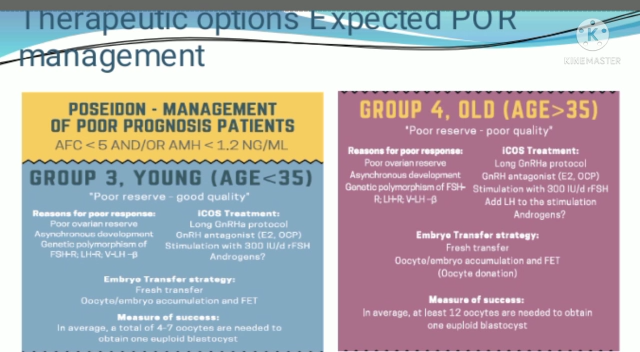 Therapeutic options Expected POR
management
K
KIKEMASTER
POSEIDON - MANAGEMENT
OF POOR PROGNOSIS PATIENTS
AFC < 5 AND/OR AMH < 1.2 NG/ML
GROUP 3, YOUNG (AGE<35)
"Poor reserve - good quality"
Reasons for poor response:
Poor ovarian reserve
Asynchronous development
Genetic polymorphism of
FSH-R; LH-R; V-LH -β
iCOS Treatment:
Long GnRHa protocol
GnRH antagonist (E2, OCP)
Stimulation with 300 IU/d rFSH
Androgens?
Embryo Transfer strategy:
Fresh transfer
Oocyte/embryo accumulation and FET
Measure of success:
In average, a total of 4-7 oocytes are needed to
obtain one euploid blastocyst
GROUP 4, OLD (AGE>35)
"Poor reserve - poor quality"
Reasons for poor response:
Poor ovarian reserve
Asynchronous development
Genetic polymorphism of FSH-
R; LH-R; V-LH -β
iCOS Treatment:
Long GnRHa protocol
GnRH antagonist (E2, OCP)
Stimulation with 300 IU/d rFSH
Add LH to the stimulation
Androgens?
Embryo Transfer strategy:
Fresh transfer
Oocyte/embryo accumulation and FET
(Oocyte donation)
Measure of success:
In average, at least 12 oocytes are needed to obtain
one euploid blastocyst